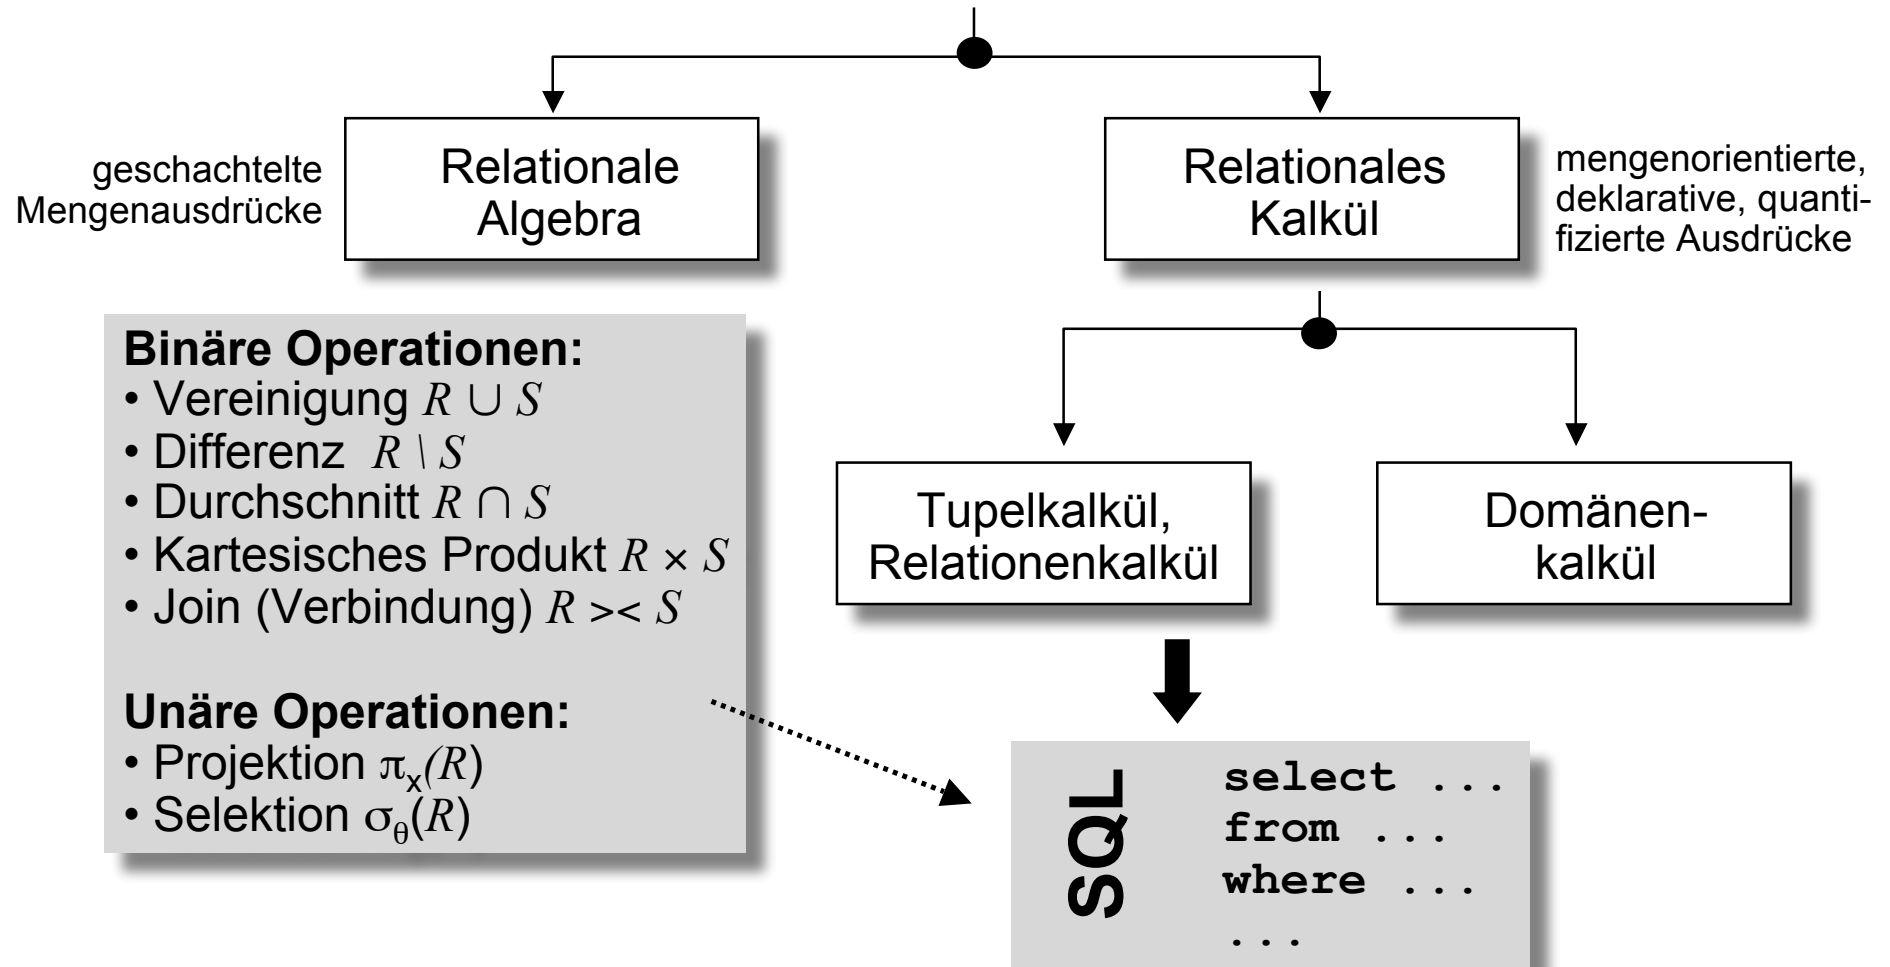 geschachtelte
Mengenausdrücke
Relationale
Algebra
Relationales
Kalkül
mengenorientierte,
deklarative, quanti-
fizierte Ausdrücke
Binäre Operationen:
• Vereinigung R ∪ S
• Differenz R \ S
• Durchschnitt R ∩ S
• Kartesisches Produkt R × S
• Join (Verbindung) R >< S
Unäre Operationen:
• Projektion πx(R)
• Selektion σθ(R)
Tupelkalkül,
Relationenkalkül
Domänen-
kalkül
SQL
select ...
from ...
where ...
...